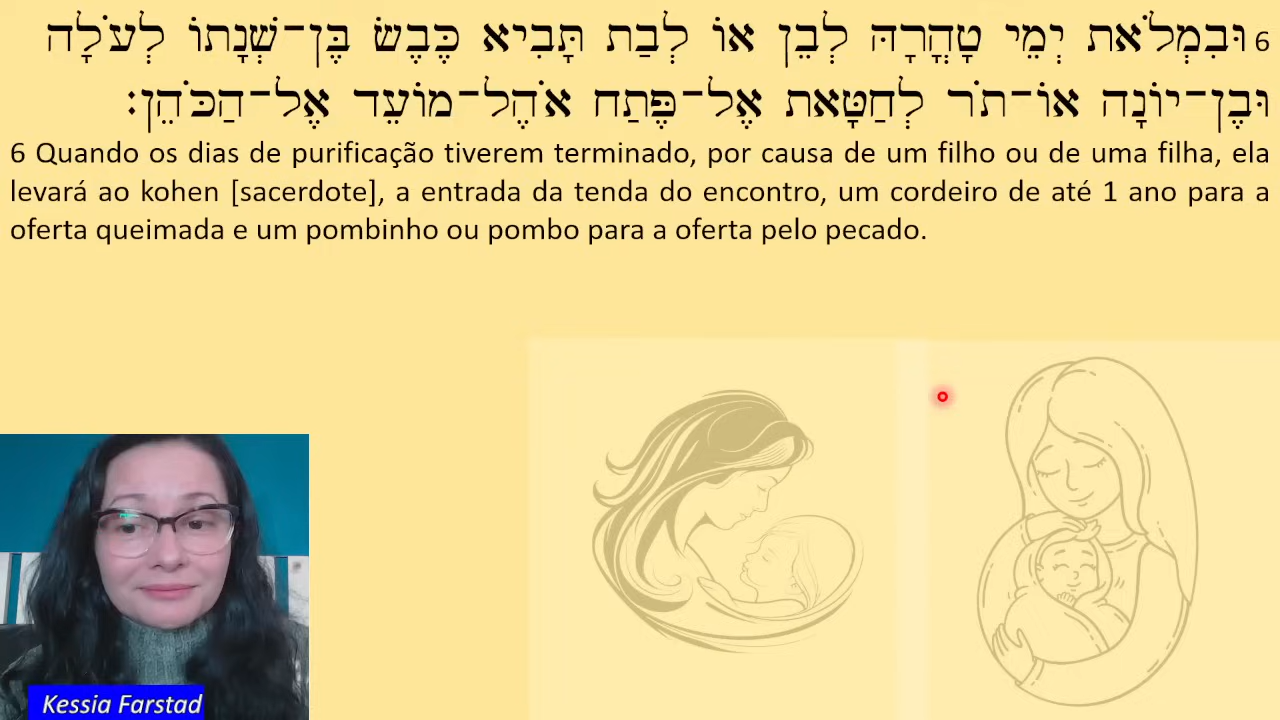 6 וּבִמְלֹאת יְמֵי טָהֳרָהּ לְבֵן אוֹ לְבַת תָּבִיא כֶּבֶשׂ בֶּן־שְׁנָתוֹ לְעֹלָה
וּבֶן־יוֹנָה אוֹ־תֹר לְחַטָּאת אֶל־פֶּתַח אֹהֶל־מוֹעֵד אֶל־הַכֹּהֵן׃
6 Quando os dias de purificação tiverem terminado, por causa de um filho ou de uma filha, ela
levará ao kohen [sacerdote], a entrada da tenda do encontro, um cordeiro de até 1 ano para a
oferta queimada e um pombinho ou pombo para a oferta pelo pecado.
Kessia Farstad